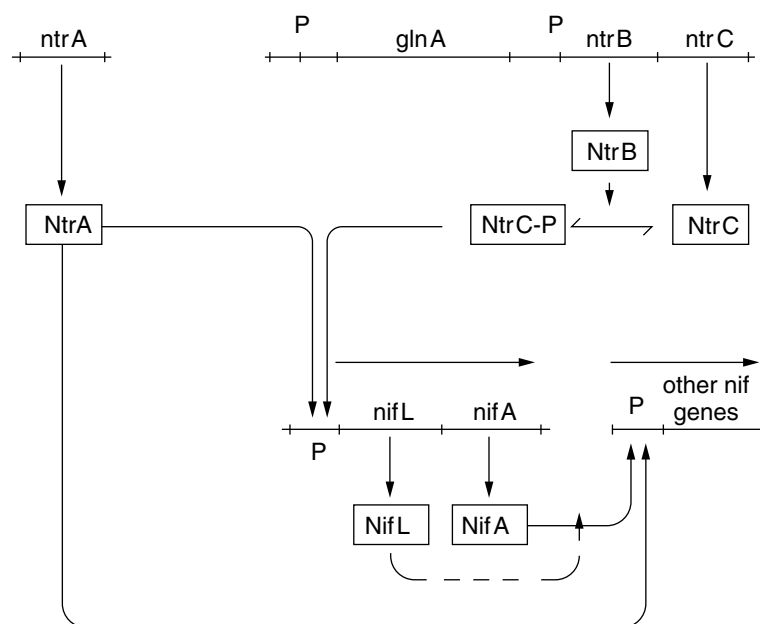 P P
ntrA glnA ntrB ntrC
NtrB
NtrA NtrC-P NtrC
other nif
nifL nifA P genes
P
NifL NifA